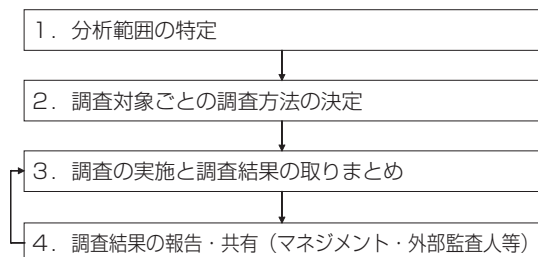 １．分析範囲の特定
２．調査対象ごとの調査方法の決定
３．調査の実施と調査結果の取りまとめ
４．調査結果の報告・共有（マネジメント・外部監査人等）